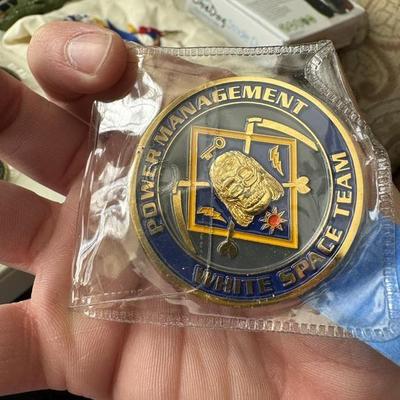 POWER MANAGEMENT
WHITE SPACE TEAM